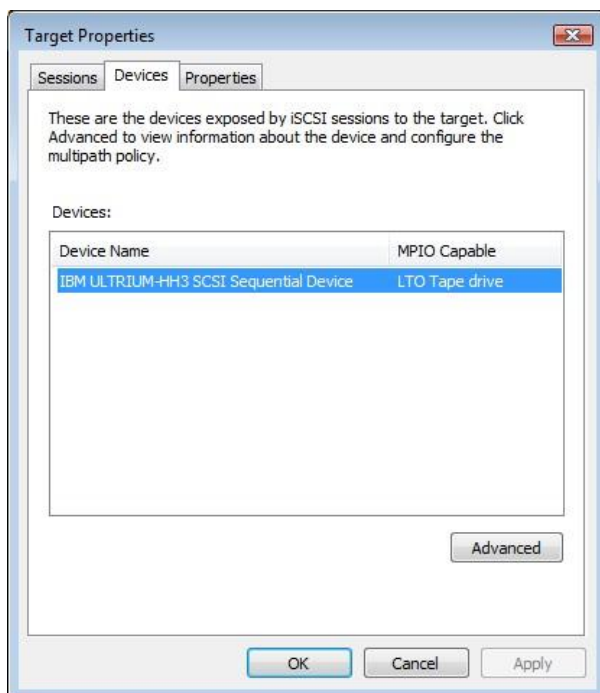 Target Properties
Sessions Devices Properties
These are the devices exposed by iSCSI sessions to the target. Click
Advanced to view information about the device and configure the
multipath policy.
Devices:
Device Name MPIO Capable
IBM ULTRIUM-HH3 SCSI Sequential Device LTO Tape drive
Advanced
OK Cancel Apply